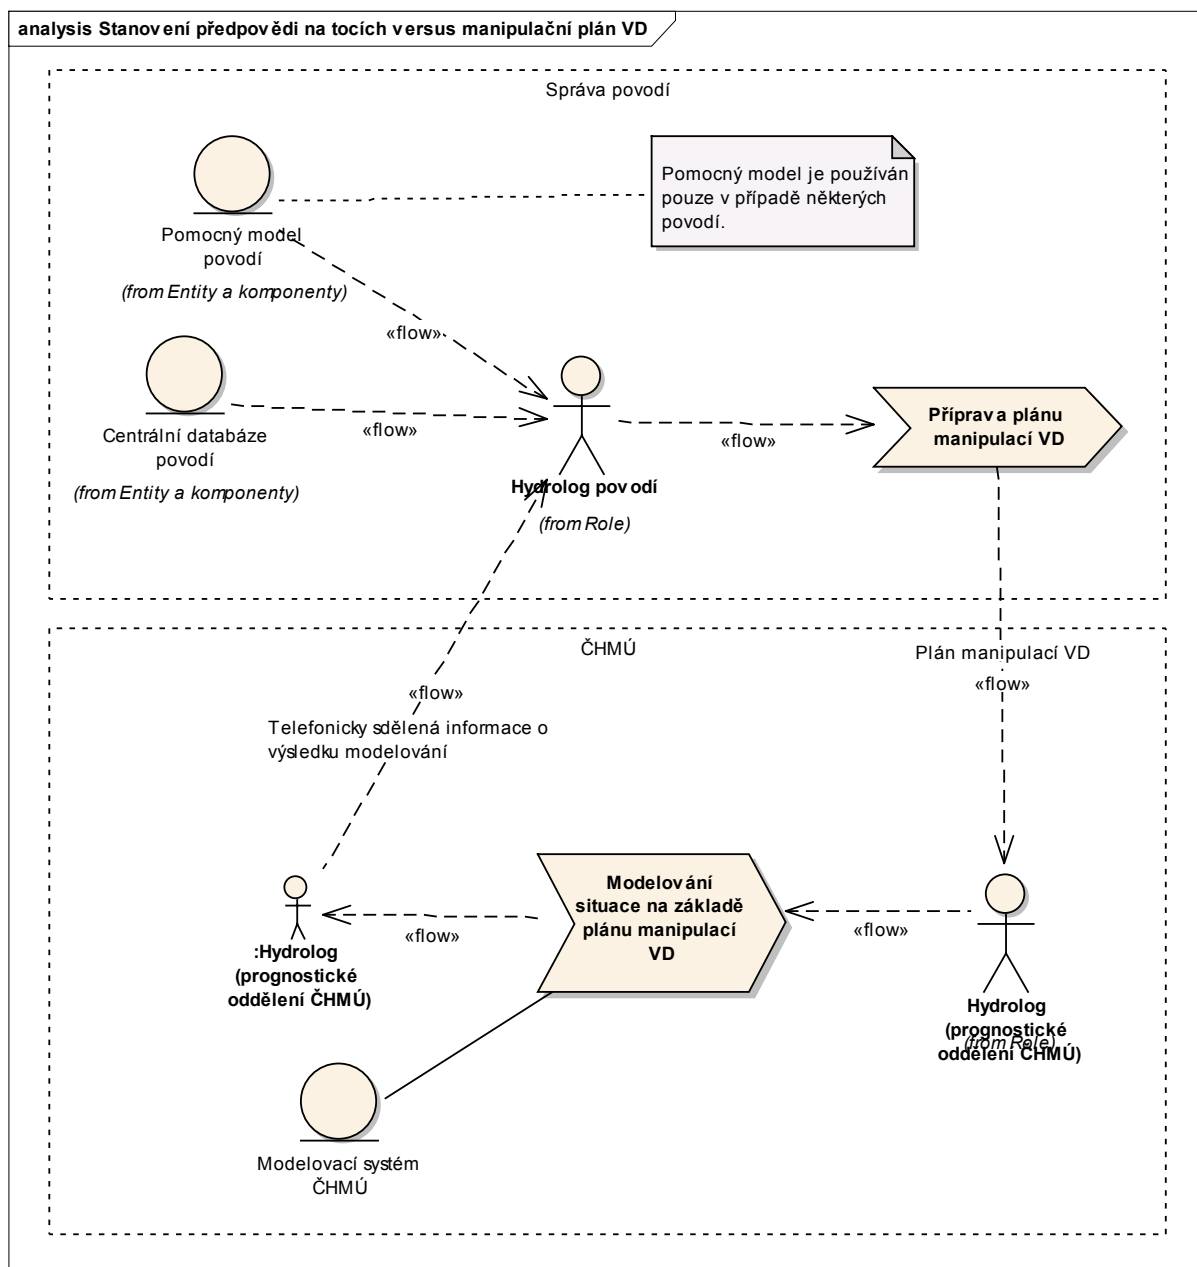 analysis Stanovení předpovědi na tocích versus manipulační plán VD
Správa povodí
Pomocný model je používán
pouze v případě některých
povodí.
Pomocný model
povodí
(from Entity a komponenty)
«flow»
Centrální databáze
povodí
(from Entity a komponenty)
«flow»
Hydrolog povodí
(from Role)
«flow»
Příprava plánu
manipulací VD
ČHMÚ
Plán manipulací VD
«flow»
«flow»
Telefonicky sdělená informace o
výsledku modelování
:Hydrolog
(prognostické
oddělení ČHMÚ)
«flow»
Modelování
situace na základě
plánu manipulací
VD
«flow»
Hydrolog
(prognostické
oddělení ČHMÚ)
(from Role)
Modelovací systém
ČHMÚ